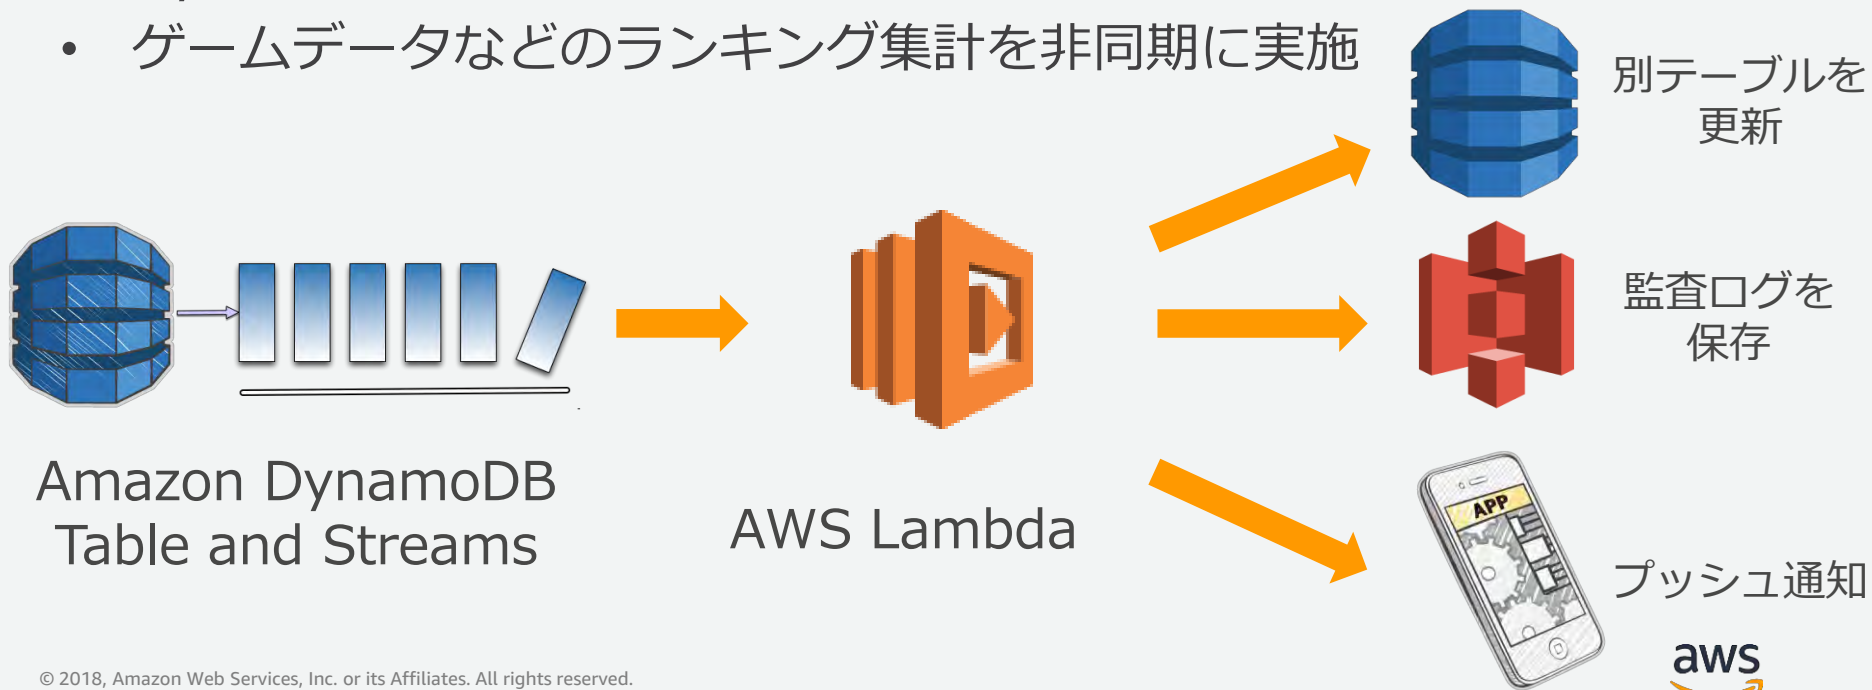 • ゲームデータなどのランキング集計を非同期に実施
別テーブルを
更新
監査ログを
保存
Amazon DynamoDB
Table and Streams
AWS Lambda
APP
プッシュ通知
aws
© 2018, Amazon Web Services, Inc. or its Affiliates. All rights reserved.